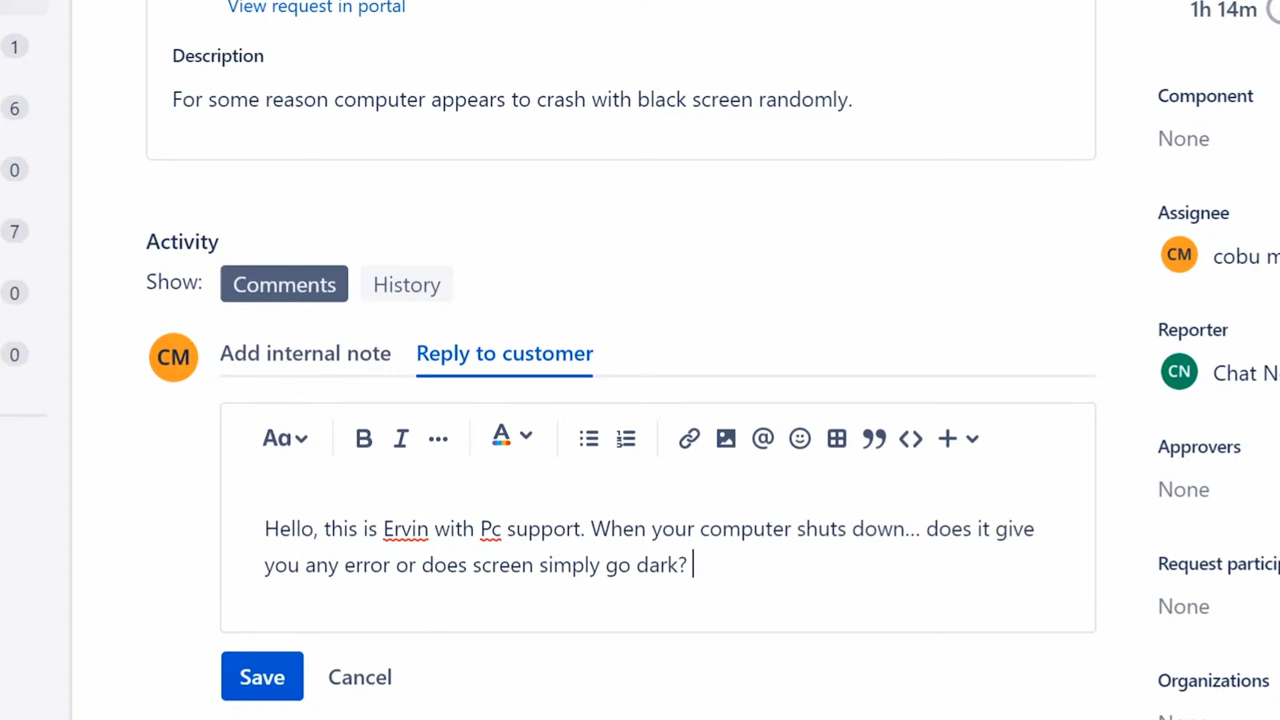 View request in portal
1h 14m
Description
For some reason computer appears to crash with black screen randomly.
1
6
0
7
0
0
Component
None
Assignee
CM cobu m
Reporter
CN Chat N
Approvers
None
Request particip
None
Organizations
Activity
Show: Comments History
CM Add internal note Reply to customer
Aa B I ... A @ <> +
Hello, this is Ervin with Pc support. When your computer shuts down... does it give
you any error or does screen simply go dark?
Save Cancel